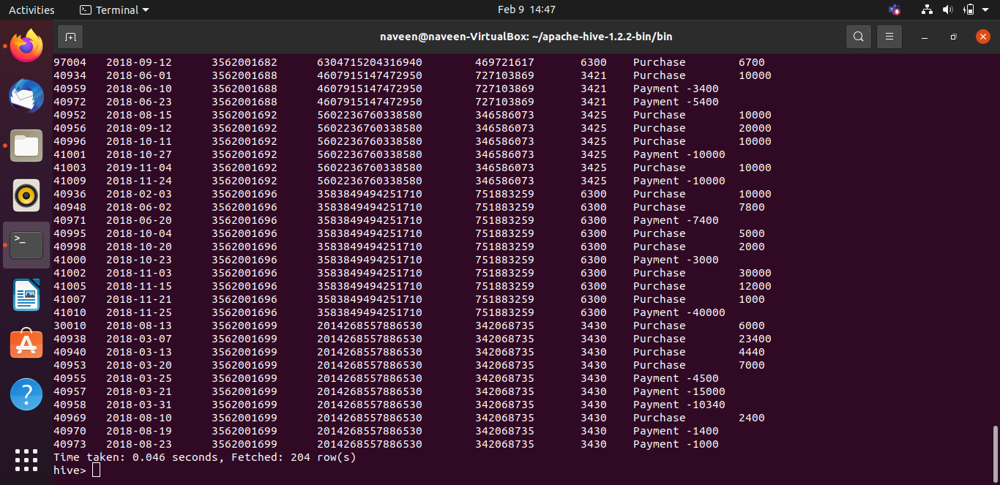 Activities Terminal Feb 9 14:47
naveen@naveen-VirtualBox: ~/apache-hive-1.2.2-bin/bin
97004 2018-09-12 3562001682 6304715204316940 469721617 6300 Purchase 6700
40934 2018-06-01 3562001688 4607915147472950 727103869 3421 Purchase 10000
40959 2018-06-10 3562001688 4607915147472950 727103869 3421 Payment -3400
40972 2018-06-23 3562001688 4607915147472950 727103869 3421 Payment -5400
40952 2018-08-15 3562001692 5602236760338580 346586073 3425 Purchase 10000
40956 2018-09-12 3562001692 5602236760338580 346586073 3425 Purchase 20000
40996 2018-10-11 3562001692 5602236760338580 346586073 3425 Purchase 10000
41001 2018-10-27 3562001692 5602236760338580 346586073 3425 Payment -10000
41003 2019-11-04 3562001692 5602236760338580 346586073 3425 Purchase 10000
41009 2018-11-24 3562001692 5602236760338580 346586073 3425 Payment -10000
40936 2018-02-03 3562001696 3583849494251710 751883259 6300 Purchase 10000
40948 2018-06-02 3562001696 3583849494251710 751883259 6300 Purchase 7800
40971 2018-06-20 3562001696 3583849494251710 751883259 6300 Payment -7400
40995 2018-10-04 3562001696 3583849494251710 751883259 6300 Purchase 5000
40998 2018-10-20 3562001696 3583849494251710 751883259 6300 Purchase 2000
41000 2018-10-23 3562001696 3583849494251710 751883259 6300 Payment -3000
41002 2018-11-03 3562001696 3583849494251710 751883259 6300 Purchase 30000
41005 2018-11-15 3562001696 3583849494251710 751883259 6300 Purchase 12000
41007 2018-11-21 3562001696 3583849494251710 751883259 6300 Purchase 1000
41010 2018-11-25 3562001696 3583849494251710 751883259 6300 Payment -40000
30010 2018-08-13 3562001699 2014268557886530 342068735 3430 Purchase 6000
40938 2018-03-07 3562001699 2014268557886530 342068735 3430 Purchase 23400
40940 2018-03-13 3562001699 2014268557886530 342068735 3430 Purchase 4440
40953 2018-03-20 3562001699 2014268557886530 342068735 3430 Purchase 7000
40955 2018-03-25 3562001699 2014268557886530 342068735 3430 Payment -4500
40957 2018-03-21 3562001699 2014268557886530 342068735 3430 Payment -15000
40958 2018-03-31 3562001699 2014268557886530 342068735 3430 Payment -10340
40969 2018-08-10 3562001699 2014268557886530 342068735 3430 Purchase 2400
40970 2018-08-19 3562001699 2014268557886530 342068735 3430 Payment -1400
40973 2018-08-23 3562001699 2014268557886530 342068735 3430 Payment -1000
Time taken: 0.046 seconds, Fetched: 204 row(s)
hive>